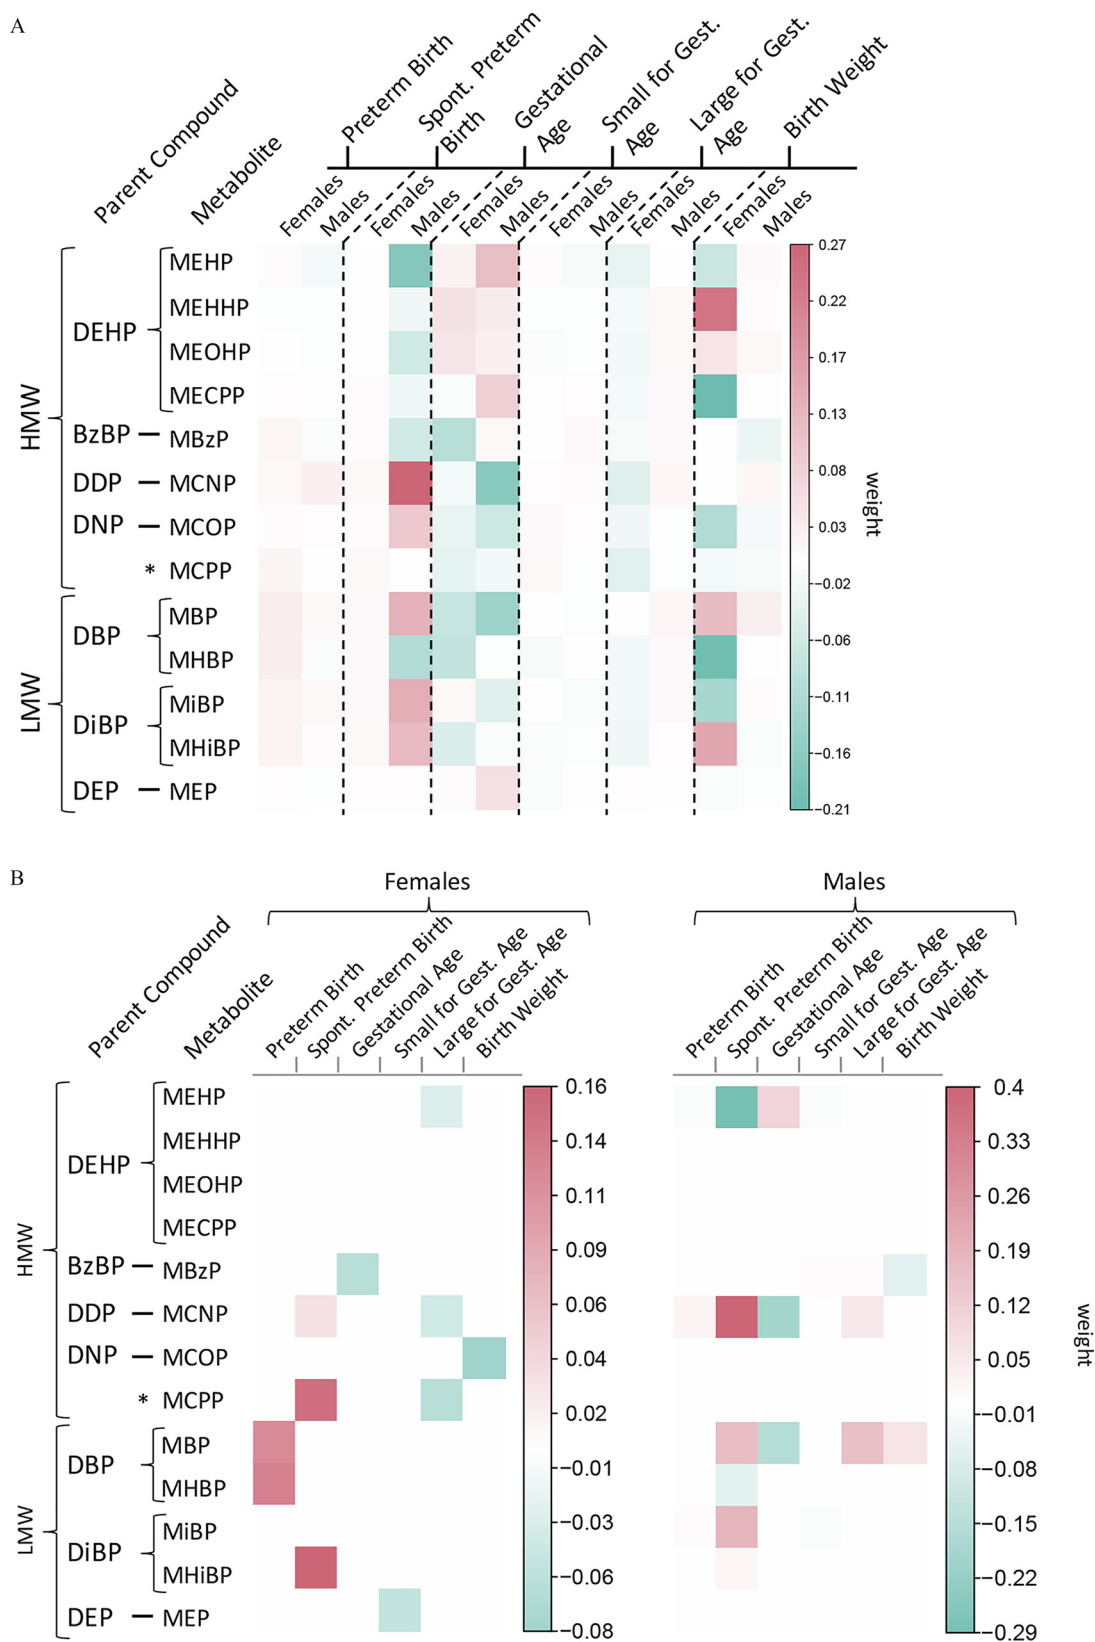 A
Parent Compound
Metabolite
Preterm Birth
Spont. Preterm
Birth
Gestational
Age
Small for Gest.
Age
Large for Gest.
Age
Birth Weight
Females
Males
Females
Males
Females
Males
Females
Males
Females
Males
Females
Males
HMW
DEHP
MEHP
MEHHP
MEOHP
MECPP
BzBP
MBzP
DDP
MCNP
DNP
MCOP
*
MCPP
LMW
DBP
MBP
MHBP
DiBP
MiBP
MHiBP
DEP
MEP
0.27
0.22
0.17
0.13
0.08
0.03
−0.02
−0.06
−0.11
−0.16
−0.21
weight
B
Females
Males
Parent Compound
Metabolite
Preterm Birth
Spont. Preterm Birth
Gestational Age
Small for Gest. Age
Large for Gest. Age
Birth Weight
Preterm Birth
Spont. Preterm Birth
Gestational Age
Small for Gest. Age
Large for Gest. Age
Birth Weight
HMW
DEHP
MEHP
MEHHP
MEOHP
MECPP
BzBP
MBzP
DDP
MCNP
DNP
MCOP
*
MCPP
LMW
DBP
MBP
MHBP
DiBP
MiBP
MHiBP
DEP
MEP
0.16
0.14
0.11
0.09
0.06
0.04
0.02
−0.01
−0.03
−0.06
−0.08
0.4
0.33
0.26
0.19
0.12
0.05
−0.01
−0.08
−0.15
−0.22
−0.29
weight